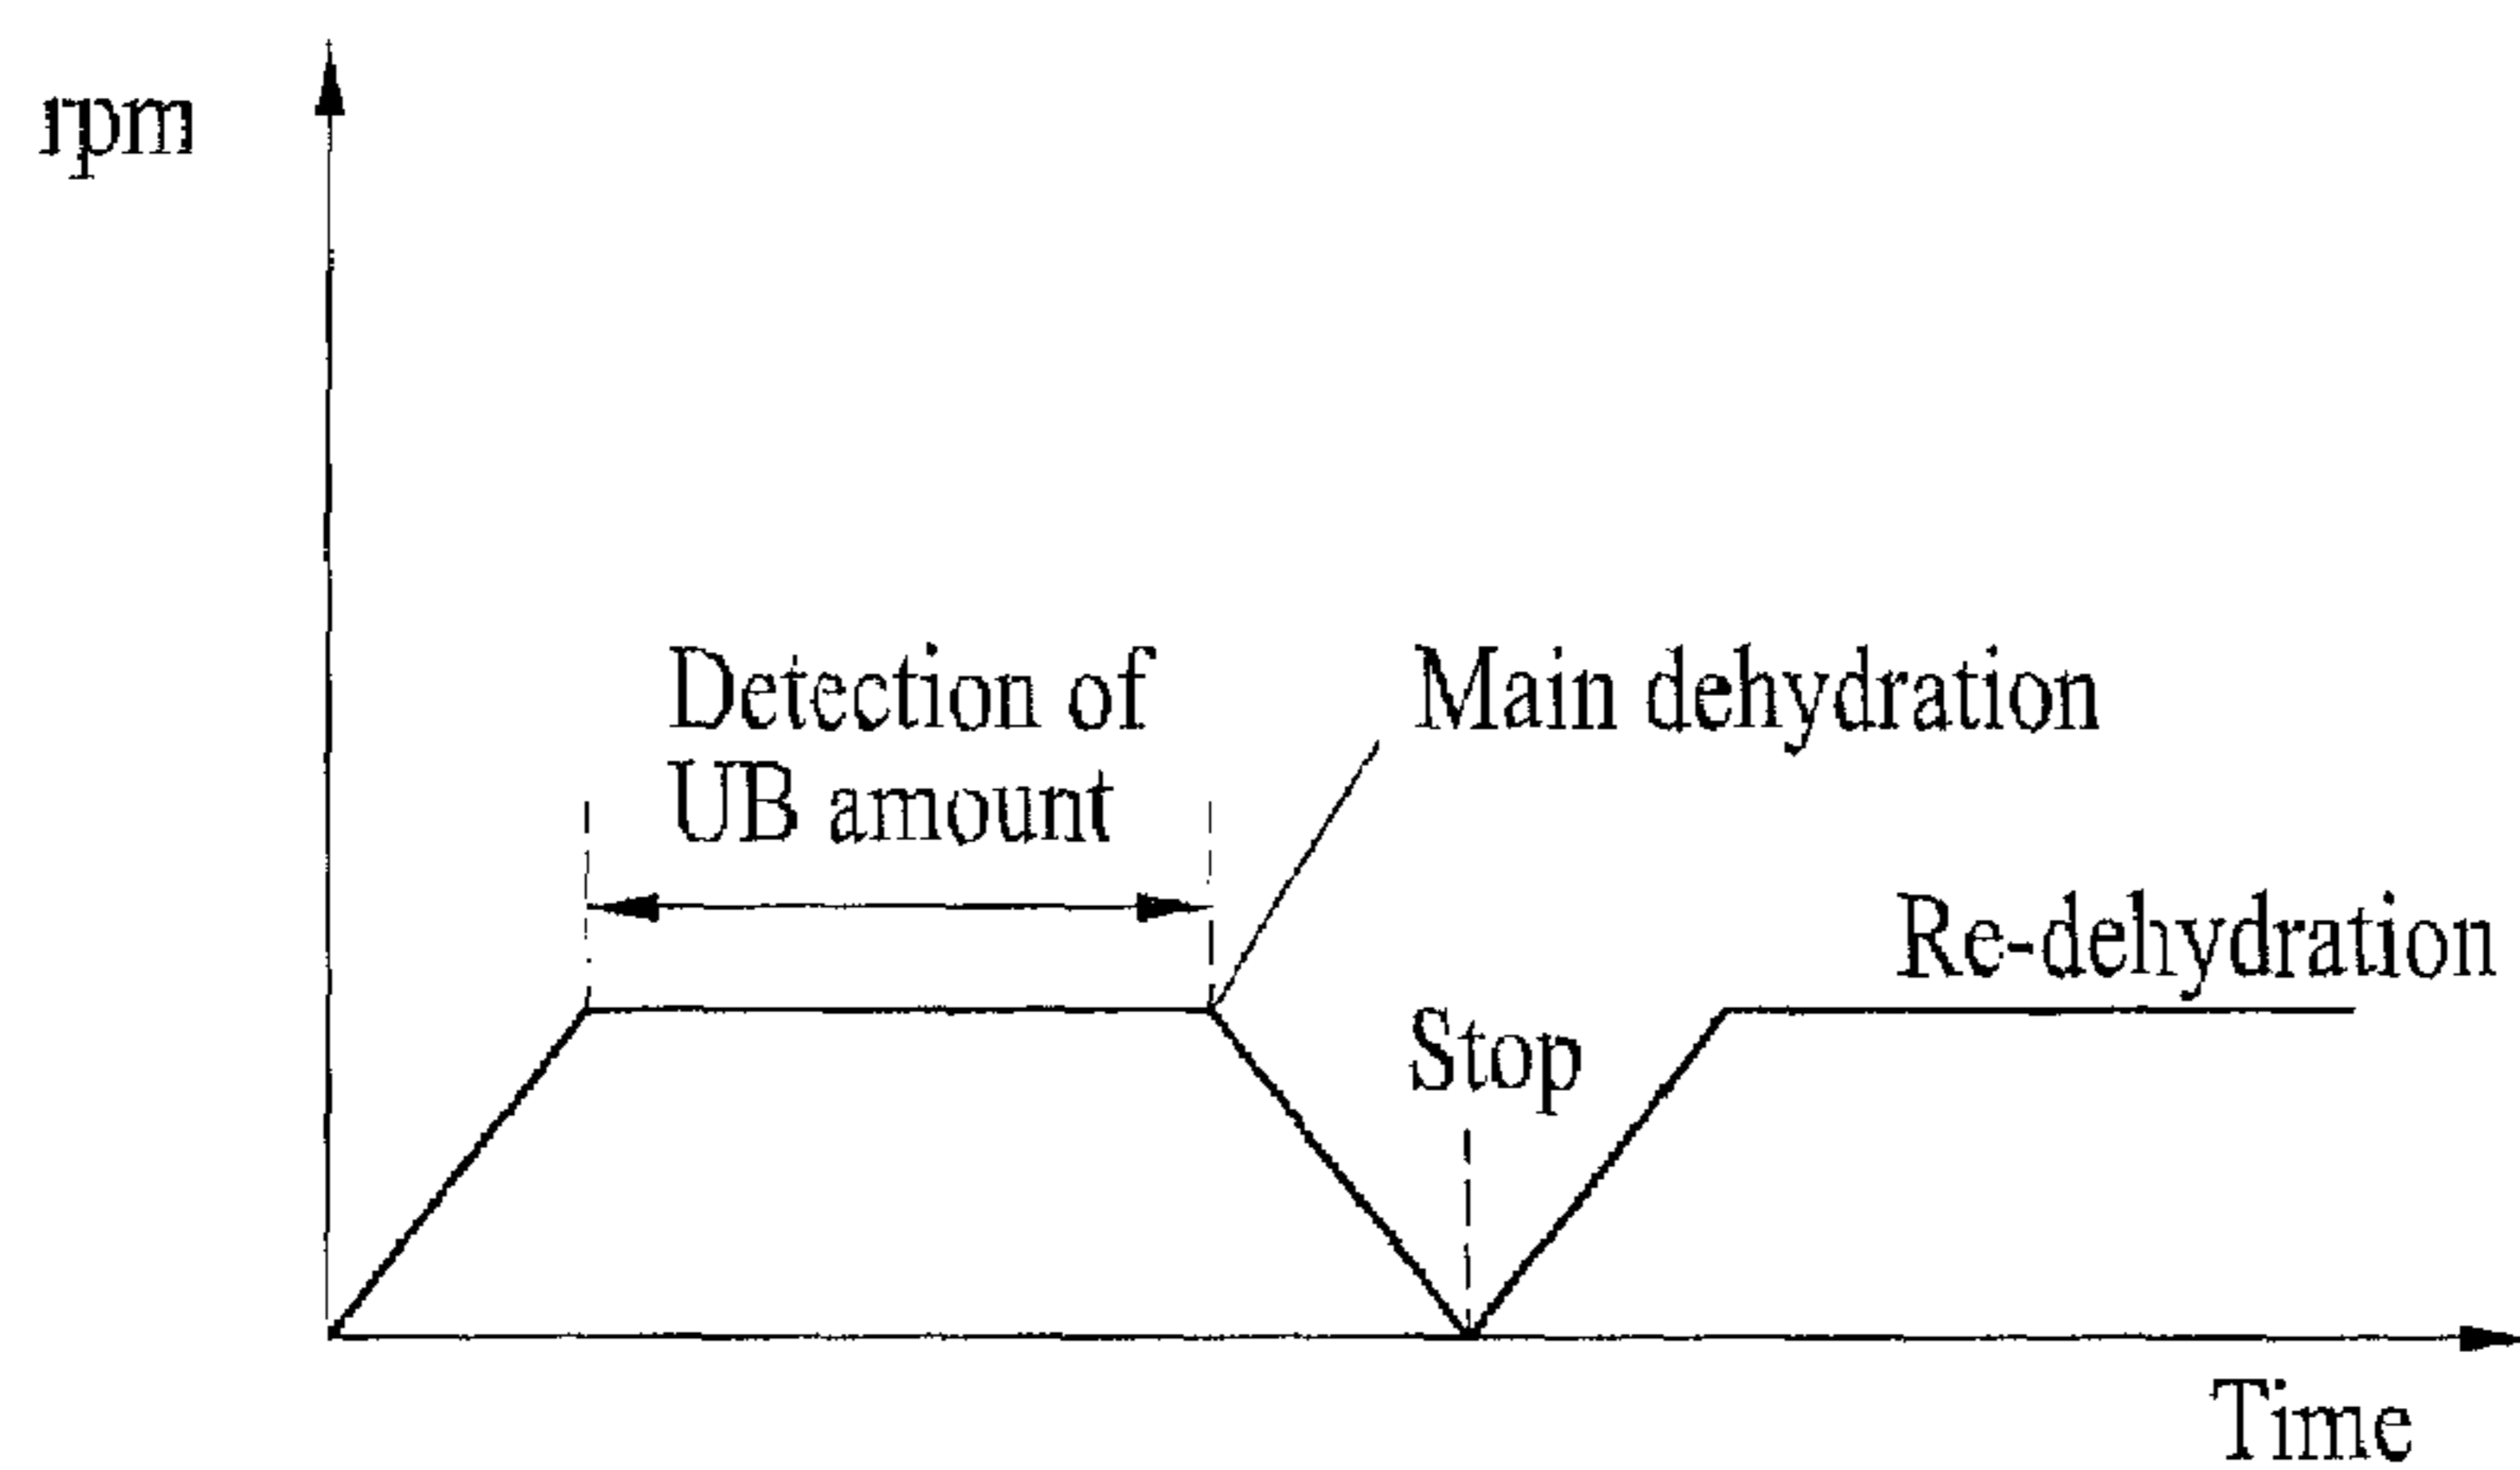 rpm
Detection of
UB amount
Main dehydration
Re-dehydration
Stop
Time